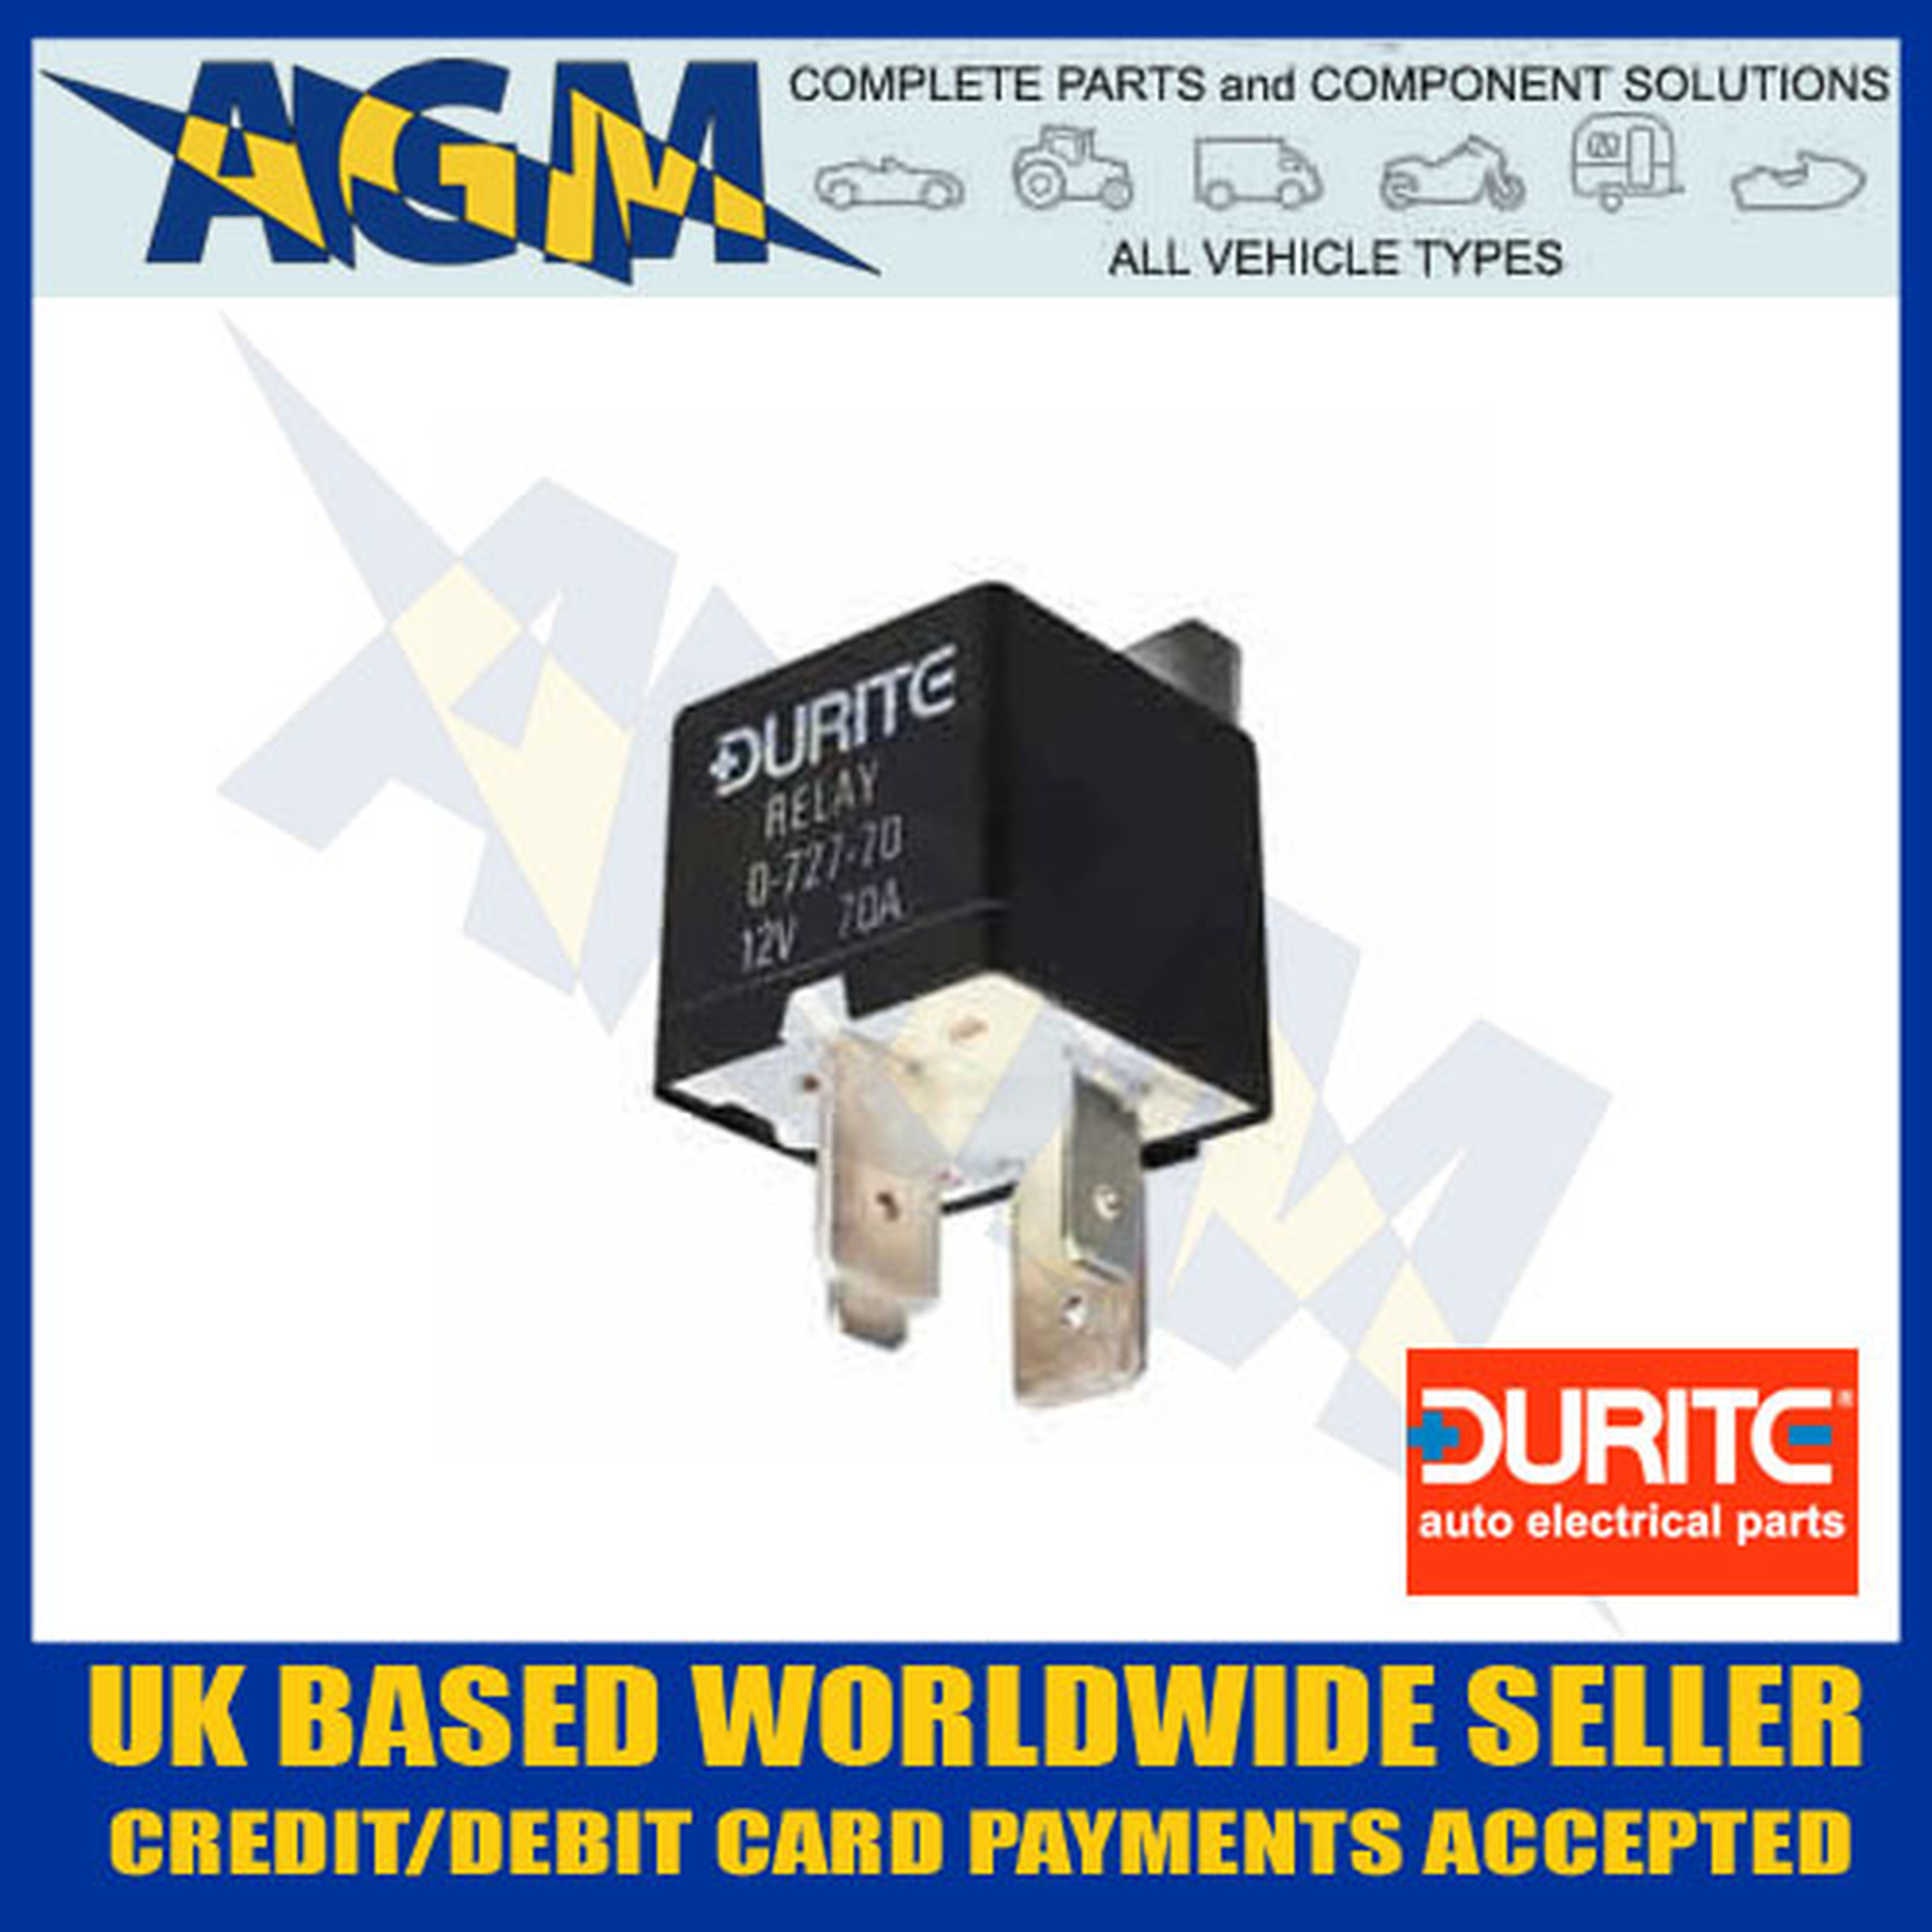 AGM
COMPLETE PARTS and COMPONENT SOLUTIONS
ALL VEHICLE TYPES
DURITE
RELAY
0-727-70
12V 70A
DURITE®
auto electrical parts
UK BASED WORLDWIDE SELLER
CREDIT/DEBIT CARD PAYMENTS ACCEPTED